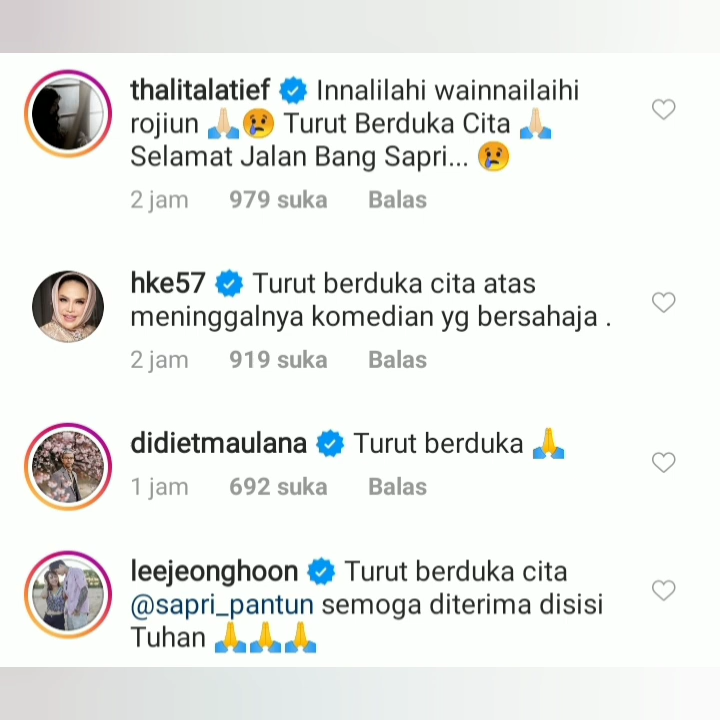 thalitalatief Innalilahi wainnailaihi
rojiun 🙏🏻😢 Turut Berduka Cita 🙏🏻
Selamat Jalan Bang Sapri... 😢
2 jam 979 suka Balas
hke57 Turut berduka cita atas
meninggalnya komedian yg bersahaja .
2 jam 919 suka Balas
didietmaulana Turut berduka 🙏
1 jam 692 suka Balas
leejeonghoon Turut berduka cita
@sapri_pantun semoga diterima disisi
Tuhan 🙏🙏🙏